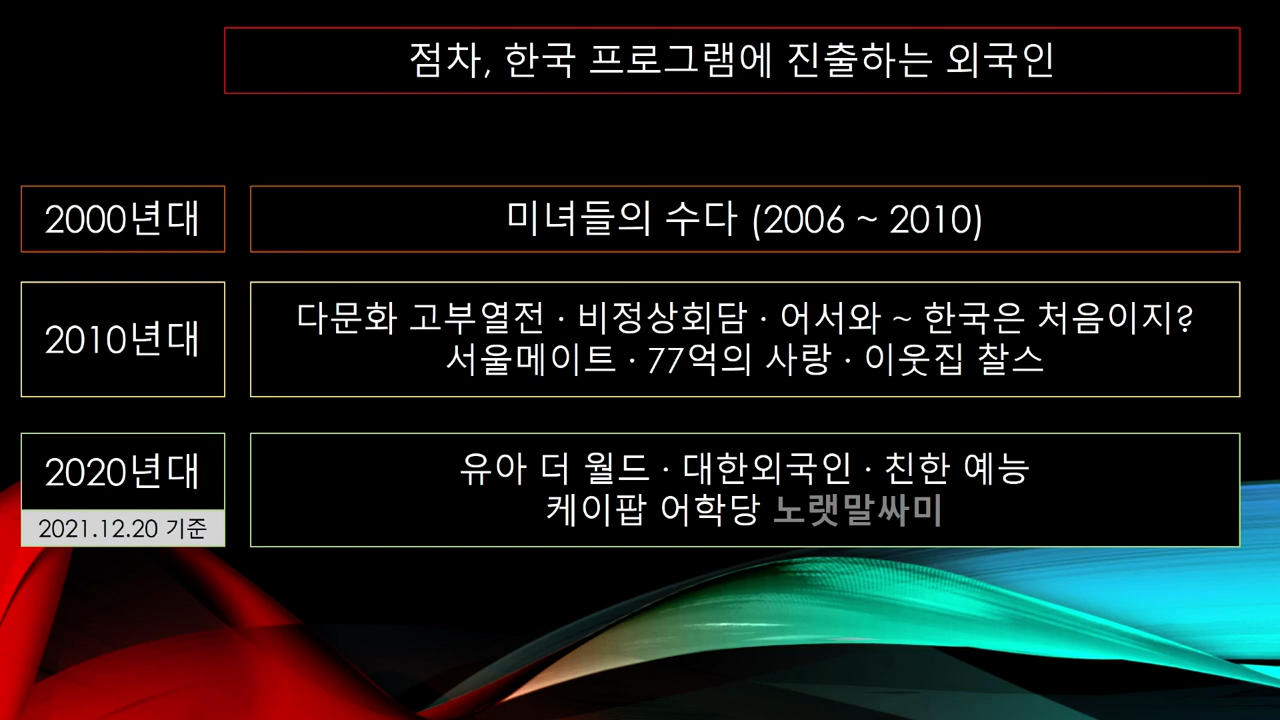 점차, 한국 프로그램에 진출하는 외국인
2000년대
미녀들의 수다 (2006 ~ 2010)
2010년대
다문화 고부열전 · 비정상회담 · 어서와 ~ 한국은 처음이지?
서울메이트 · 77억의 사랑 · 이웃집 찰스
2020년대
2021.12.20 기준
유아 더 월드 · 대한외국인 · 친한 예능
케이팝 어학당 노랫말싸미